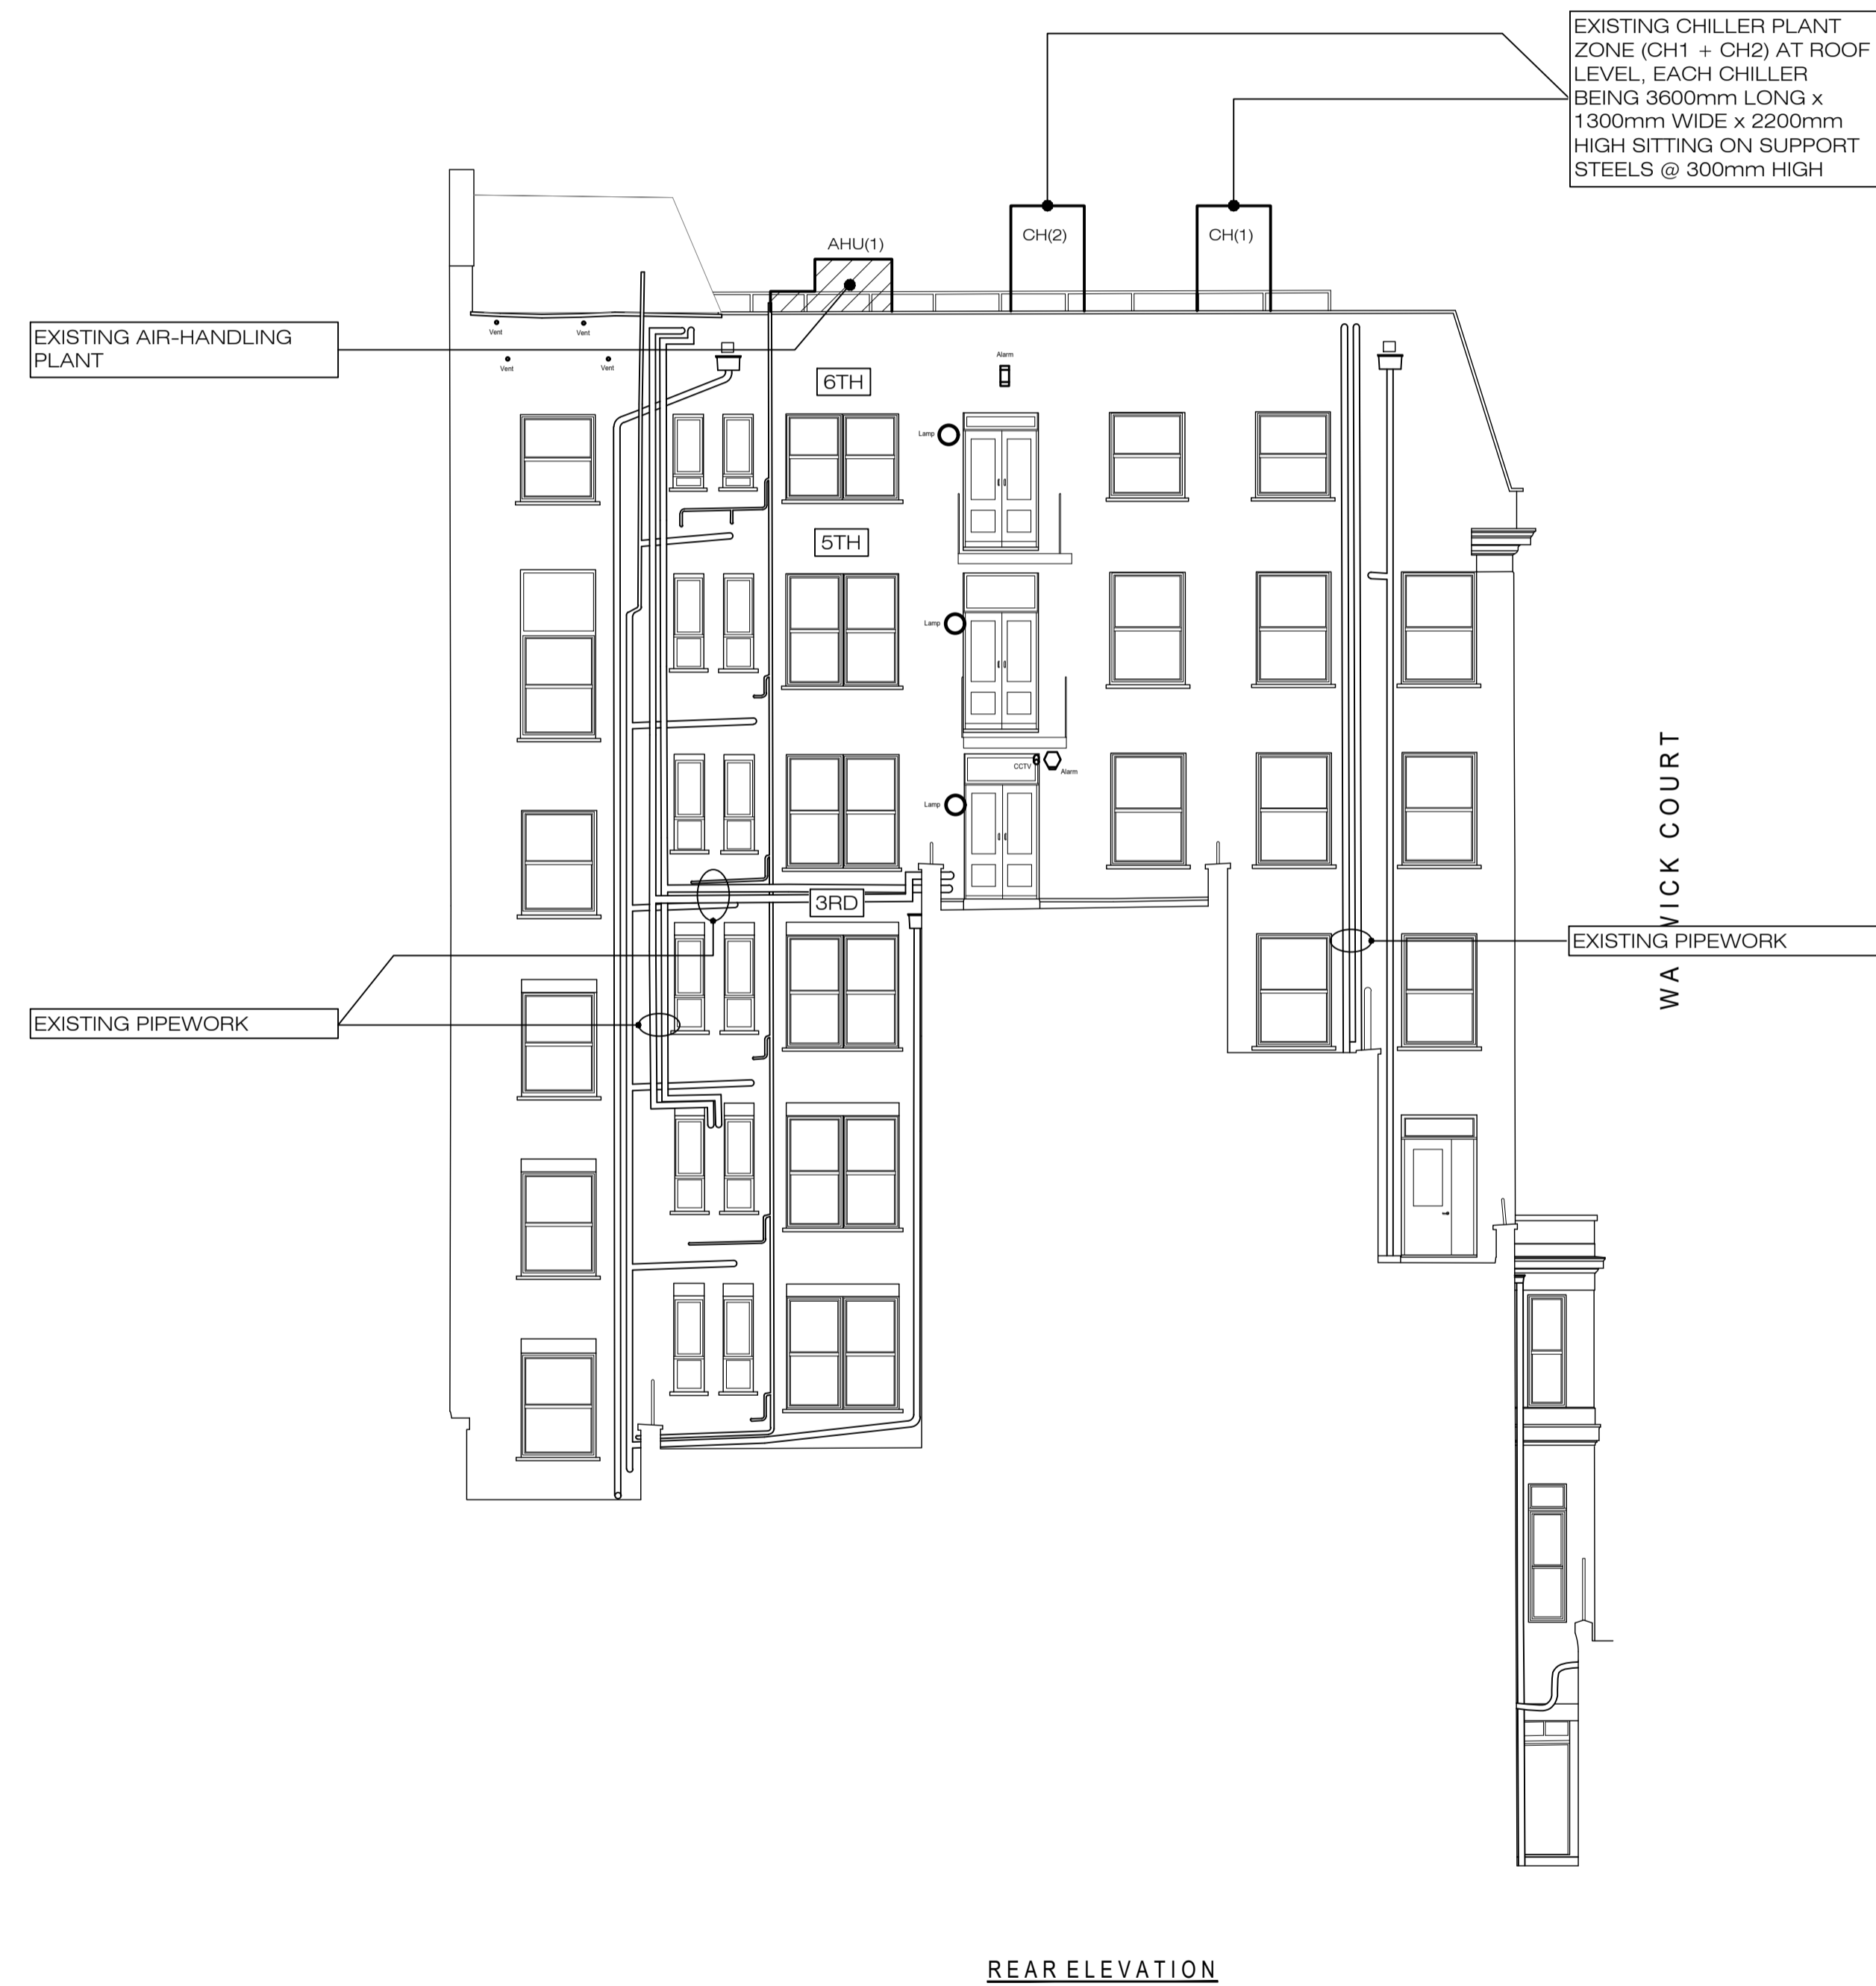 EXISTING CHILLER PLANT
ZONE (CH1 + CH2) AT ROOF
LEVEL, EACH CHILLER
BEING 3600mm LONG x
1300mm WIDE x 2200mm
HIGH SITTING ON SUPPORT
STEELS @ 300mm HIGH
CH(2)
CH(1)
AHU(1)
EXISTING AIR-HANDLING
PLANT
Vent
Vent
Vent
Vent
Alarm
6TH
Lamp
5TH
Lamp
CCTV
Alarm
Lamp
3RD
EXISTING PIPEWORK
EXISTING PIPEWORK
WA WICK COURT
REAR ELEVATION